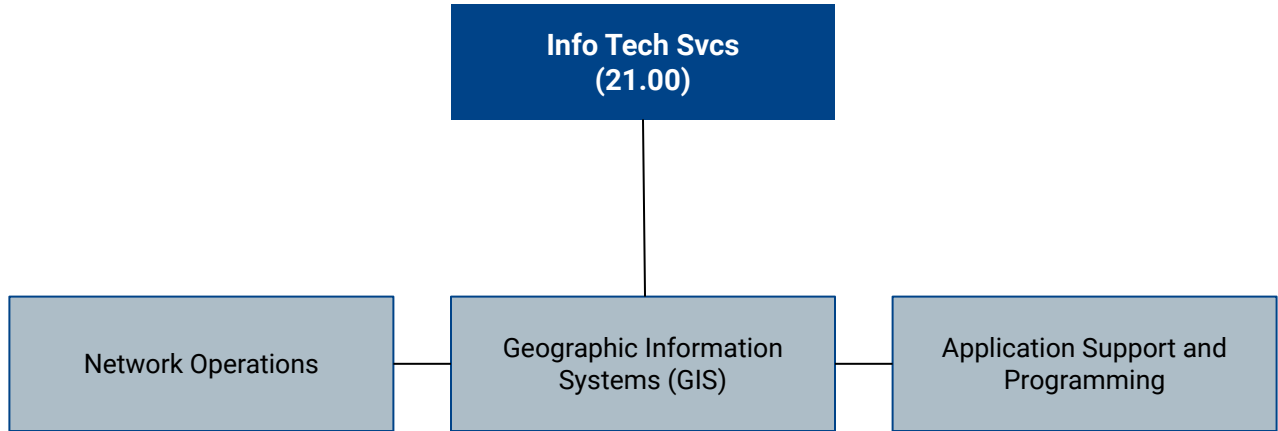 Info Tech Svcs
(21.00)
Network Operations
Geographic Information
Systems (GIS)
Application Support and
Programming